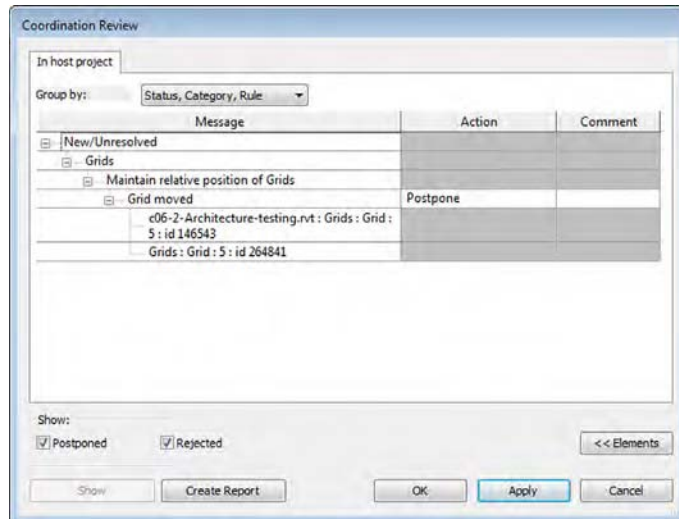 Coordination Review
In host project
Group by:
Status, Category, Rule
Message
Action
Comment
New/Unresolved
Grids
Maintain relative position of Grids
Grid moved
Postpone
c06-2-Architecture-testing.rvt : Grids : Grid :
5 : id 146543
Grids : Grid : 5 : id 264841
Show:
Postponed
Rejected
<< Elements
Show
Create Report
OK
Apply
Cancel